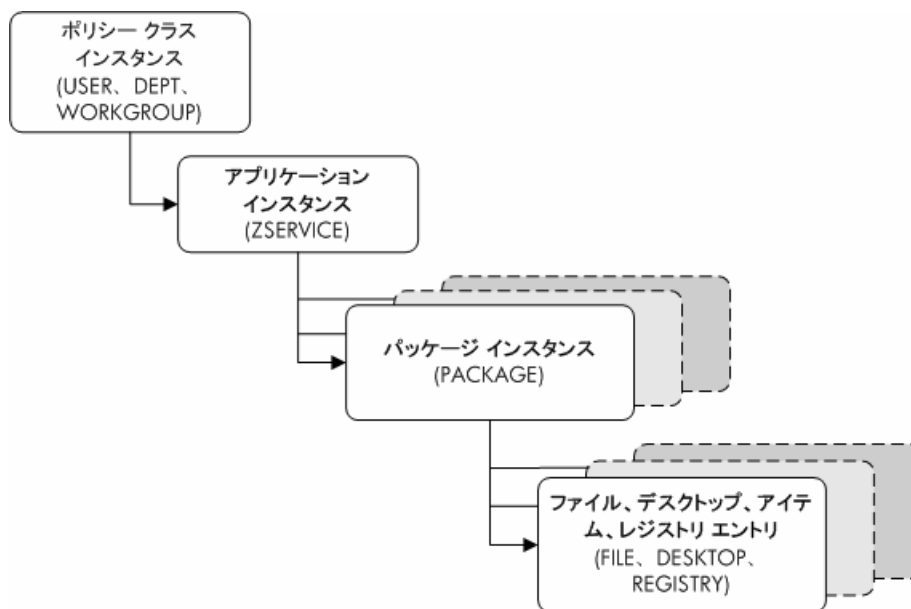 ポリシー クラス
インスタンス
(USER、DEPT、
WORKGROUP)
アプリケーション
インスタンス
(ZSERVICE)
パッケージ インスタンス
(PACKAGE)
ファイル、デスクトップ、アイテ
ム、レジストリ エントリ
(FILE、DESKTOP、
REGISTRY)